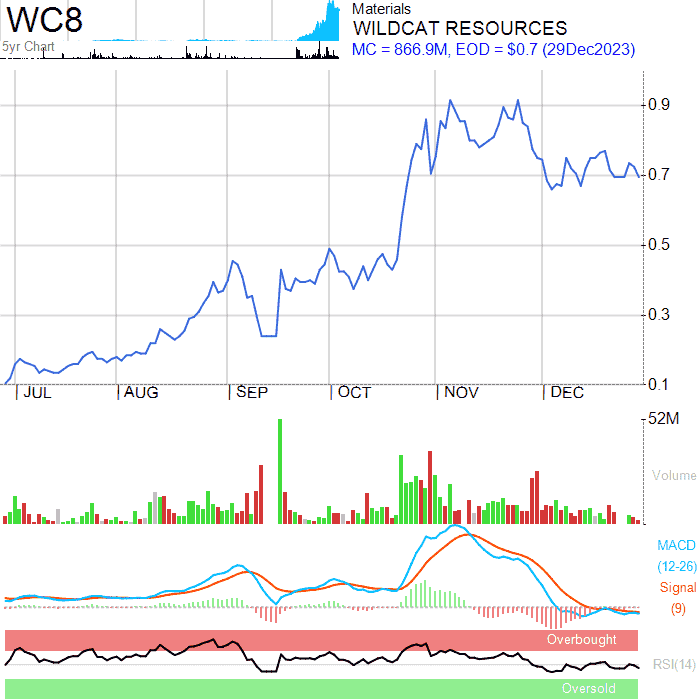 WC8
5yr Chart
Materials
WILDCAT RESOURCES
MC = 866.9M, EOD = $0.7 (29Dec2023)
0.9
0.7
0.5
0.3
0.1
JUL AUG SEP OCT NOV DEC
52M
Volume
MACD
(12-26)
Signal
(9)
Overbought
RSI(14)
Oversold